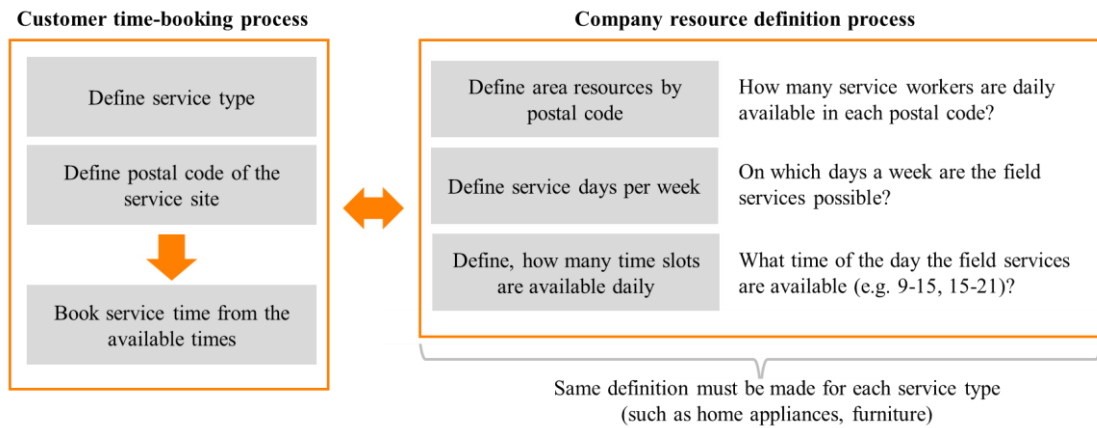 Customer time-booking process
Define service type
Define postal code of the
service site
Book service time from the
available times
Company resource definition process
Define area resources by
postal code
How many service workers are daily
available in each postal code?
Define service days per week
On which days a week are the field
services possible?
Define, how many time slots
are available daily
What time of the day the field services
are available (e.g. 9-15, 15-21)?
Same definition must be made for each service type
(such as home appliances, furniture)